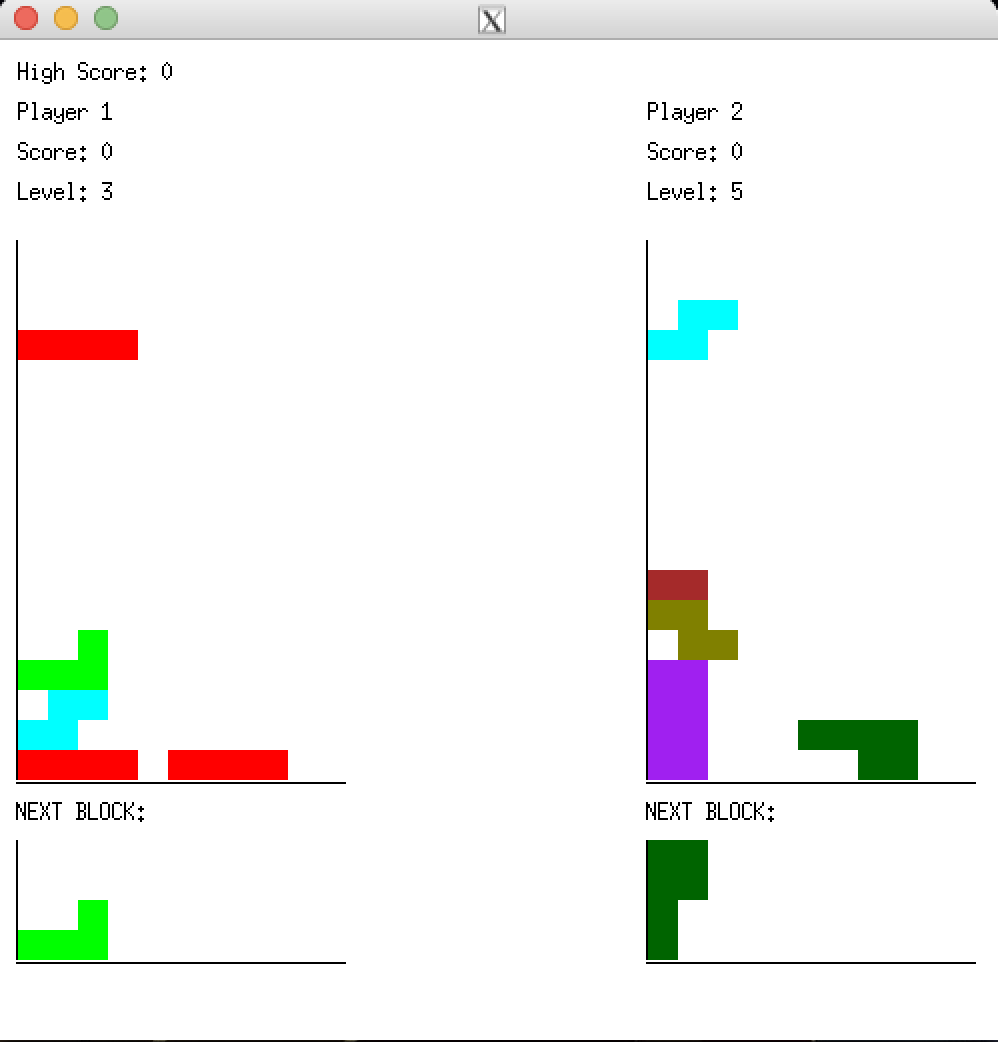 High Score: 0
Player 1
Score: 0
Level: 3
NEXT BLOCK:
Player 2
Score: 0
Level: 5
NEXT BLOCK: